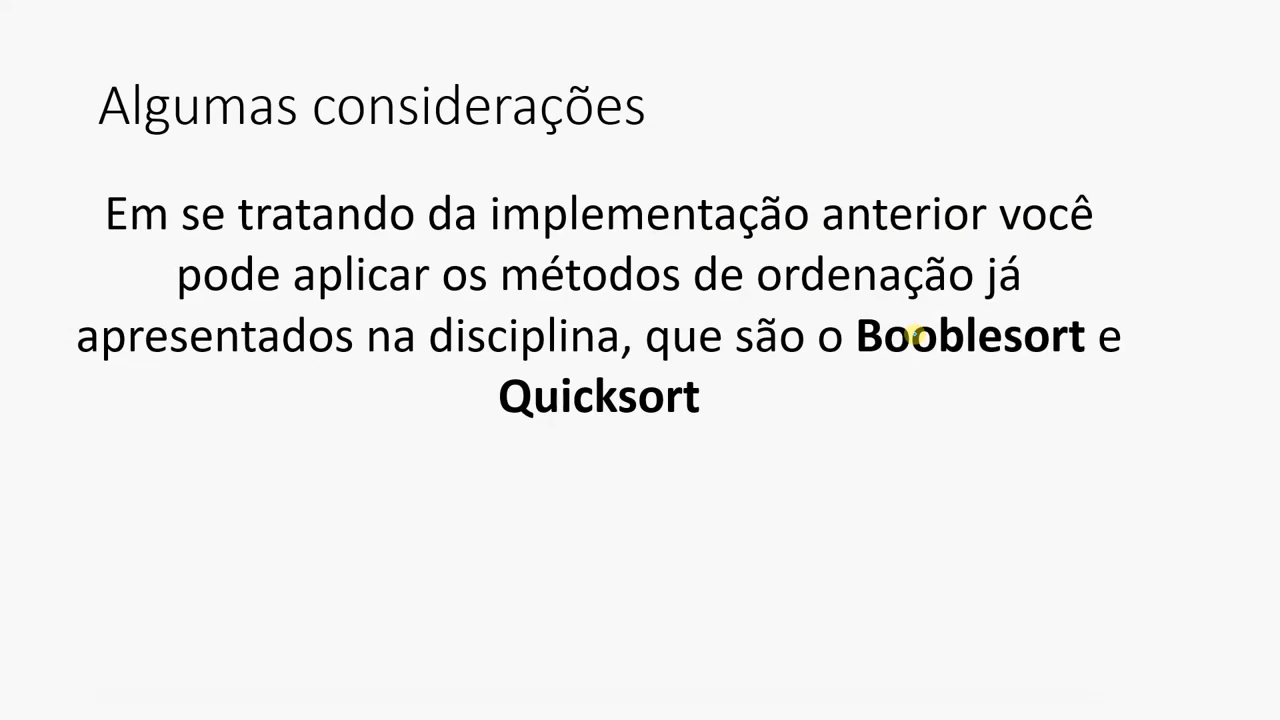 Algumas considerações
Em se tratando da implementação anterior você
pode aplicar os métodos de ordenação já
apresentados na disciplina, que são o Booblesort e
Quicksort